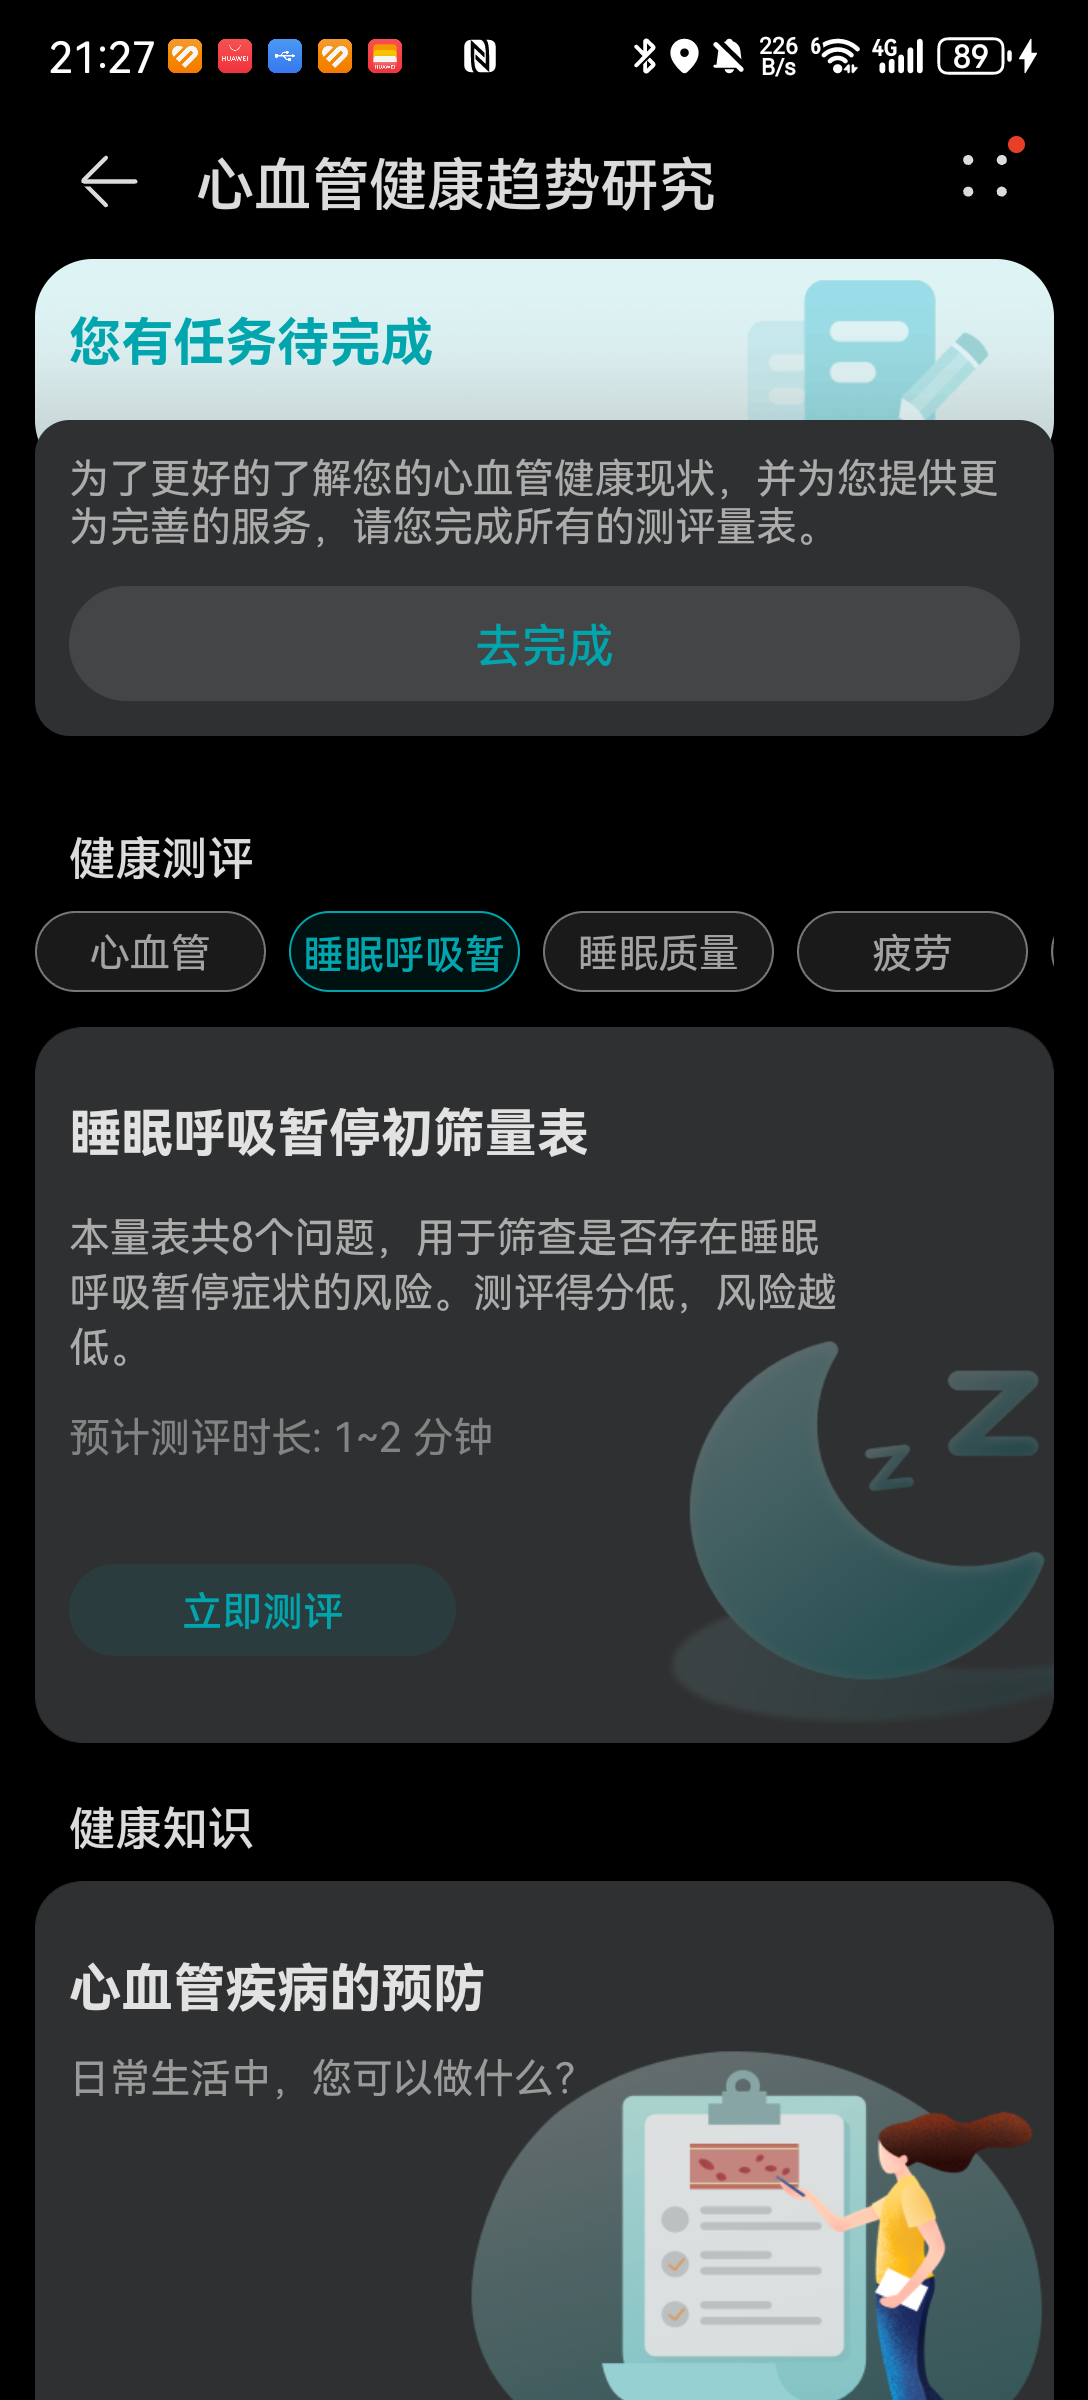 21:27
HUAWEI
HUAWEI
226 B/s
6
4G
89
心血管健康趋势研究
您有任务待完成
为了更好的了解您的心血管健康现状，并为您提供更
为完善的服务，请您完成所有的测评量表。
去完成
健康测评
心血管
睡眠呼吸暂
睡眠质量
疲劳
睡眠呼吸暂停初筛量表
本量表共8个问题，用于筛查是否存在睡眠
呼吸暂停症状的风险。测评得分低，风险越
低。
预计测评时长: 1~2 分钟
z
Z
立即测评
健康知识
心血管疾病的预防
日常生活中，您可以做什么?